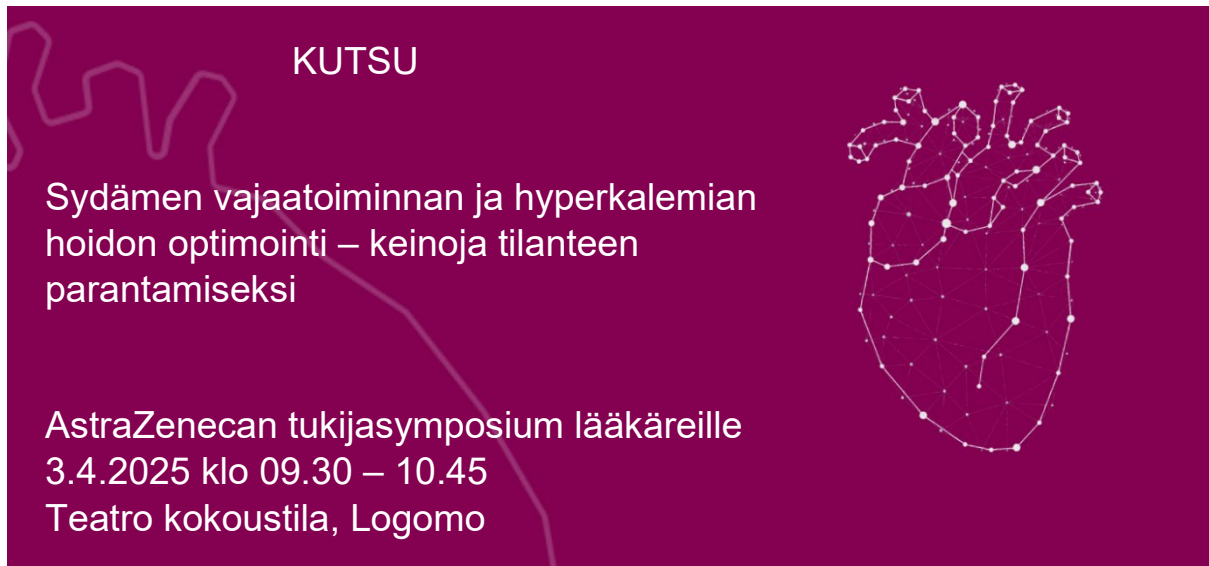 KUTSU
Sydämen vajaatoiminnan ja hyperkalemian
hoidon optimointi – keinoja tilanteen
parantamiseksi
AstraZenecan tukijasymposium lääkäreille
3.4.2025 klo 09.30 – 10.45
Teatro kokoustila, Logomo